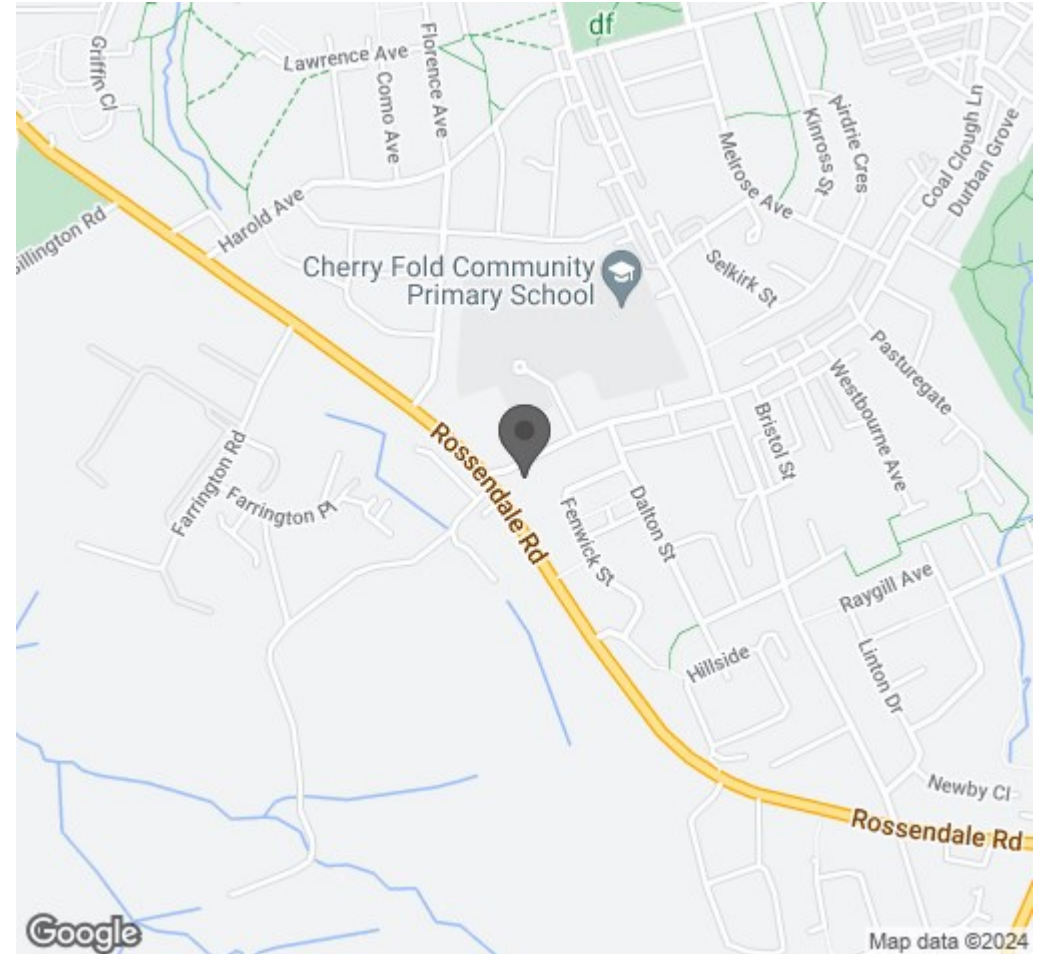 df
Griffin Cl
Lawrence Ave
Como Ave
Florence Ave
Airdrie Cres
Kinross St
Coal Clough Ln
Durban Grove
Melrose Ave
Harold Ave
Cherry Fold Community
Primary School
Selkirk St
Pasturegate
Westbourne Ave
Bristol St
Rossendale Rd
Farrington Rd
Farrington Pl
Fenwick St
Dalton St
Raygill Ave
Hillside
Linton Dr
Newby Cl
Rossendale Rd
Google
Map data ©2024